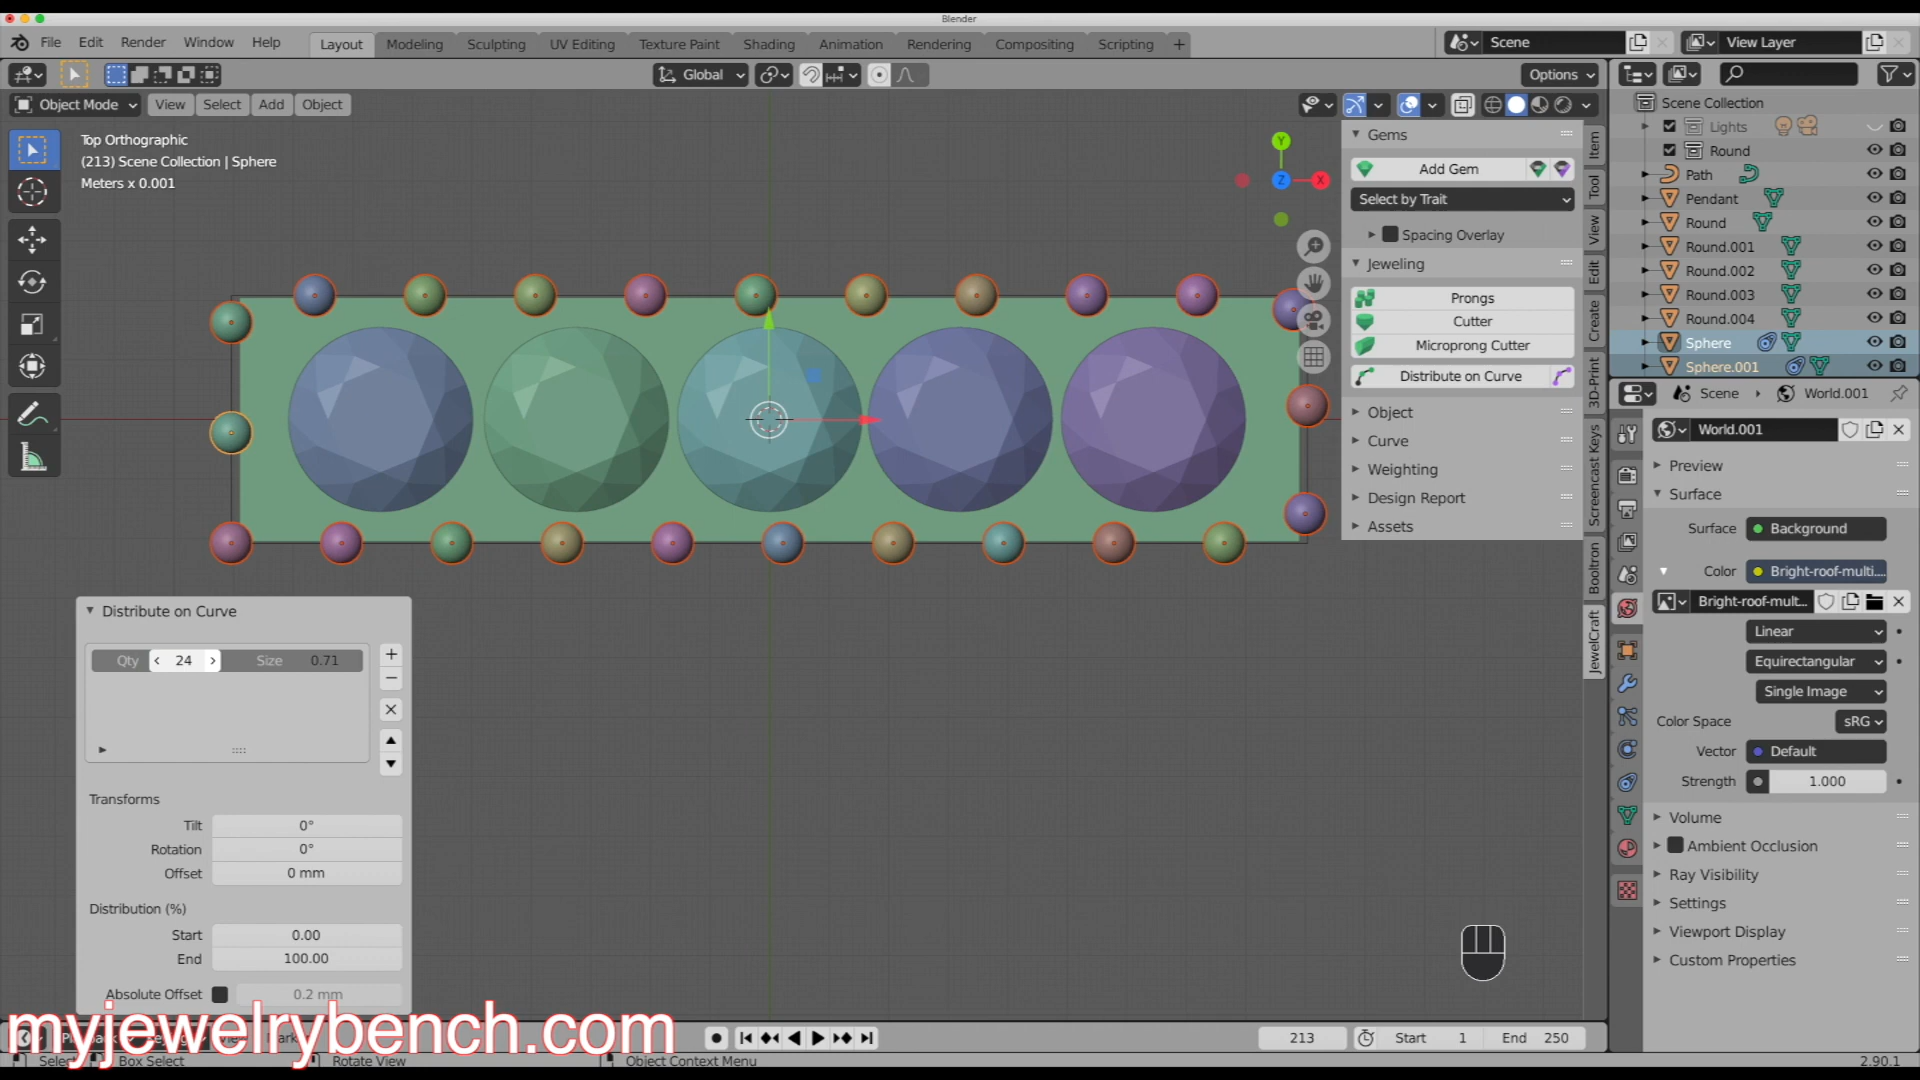 Blender
File Edit Render Window Help
Layout Modeling Sculpting UV Editing Texture Paint Shading Animation Rendering Compositing Scripting +
Scene
View Layer
Global
Options
Object Mode View Select Add Object
Top Orthographic
(213) Scene Collection | Sphere
Meters x 0.001
Y
Z
X
Gems
Add Gem
Select by Trait
Spacing Overlay
Jeweling
Prongs
Cutter
Microprong Cutter
Distribute on Curve
Object
Curve
Weighting
Design Report
Assets
Item
Tool
View
Edit
Create
3D-Print
Screencast Keys
Booltron
JewelCraft
Scene Collection
Lights
Round
Path
Pendant
Round
Round.001
Round.002
Round.003
Round.004
Sphere
Sphere.001
Scene World.001
World.001
Preview
Surface
Surface Background
Color Bright-roof-multi....
Bright-roof-mult...
Linear
Equirectangular
Single Image
Color Space sRG
Vector Default
Strength 1.000
Volume
Ambient Occlusion
Ray Visibility
Settings
Viewport Display
Custom Properties
Distribute on Curve
Qty 24 Size 0.71
Transforms
Tilt 0°
Rotation 0°
Offset 0 mm
Distribution (%)
Start 0.00
End 100.00
Absolute Offset 0.2 mm
myjewelrybench.com
213 Start 1 End 250
Select Box Select Rotate View Object Context Menu 2.90.1